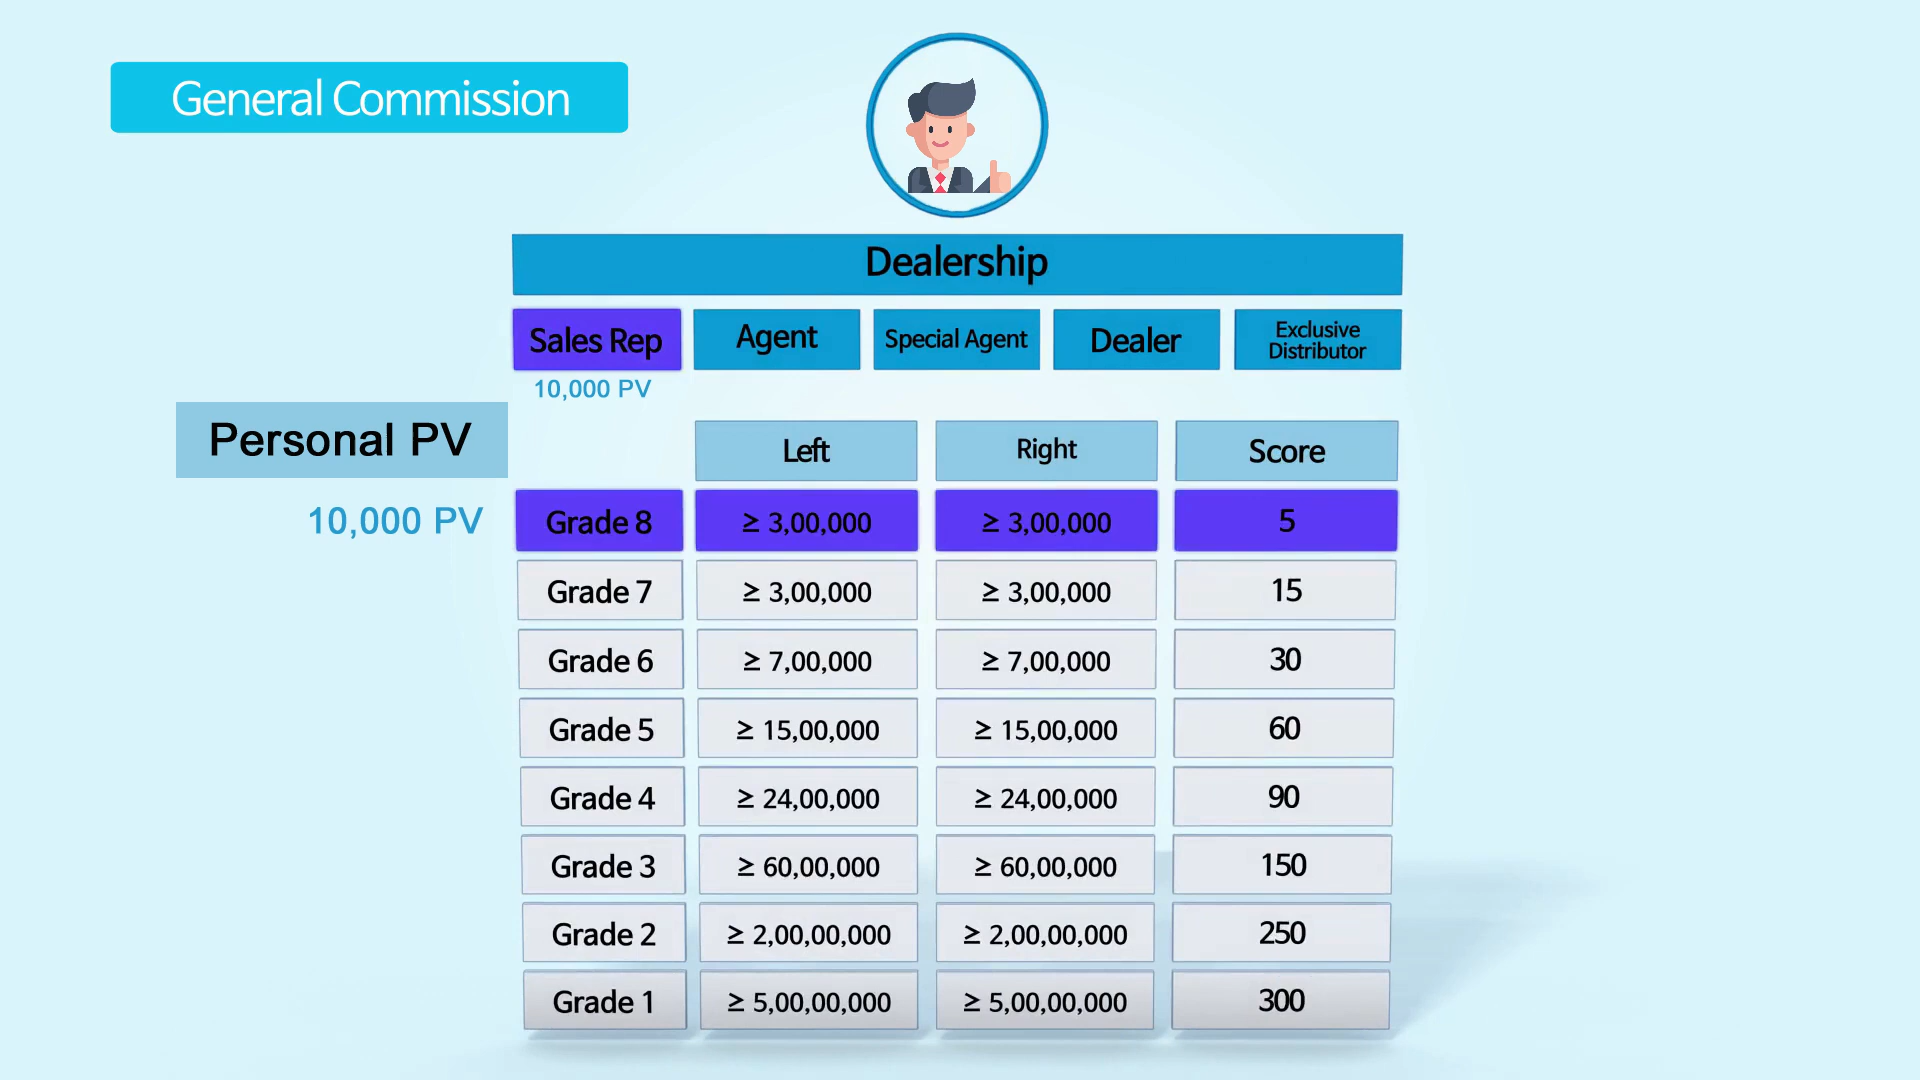 General Commission
Dealership
Sales Rep
Agent
Special Agent
Dealer
Exclusive
Distributor
10,000 PV
Personal PV
Left
Right
Score
10,000 PV
Grade 8
≥ 3,00,000
≥ 3,00,000
5
Grade 7
≥ 3,00,000
≥ 3,00,000
15
Grade 6
≥ 7,00,000
≥ 7,00,000
30
Grade 5
≥ 15,00,000
≥ 15,00,000
60
Grade 4
≥ 24,00,000
≥ 24,00,000
90
Grade 3
≥ 60,00,000
≥ 60,00,000
150
Grade 2
≥ 2,00,00,000
≥ 2,00,00,000
250
Grade 1
≥ 5,00,00,000
≥ 5,00,00,000
300